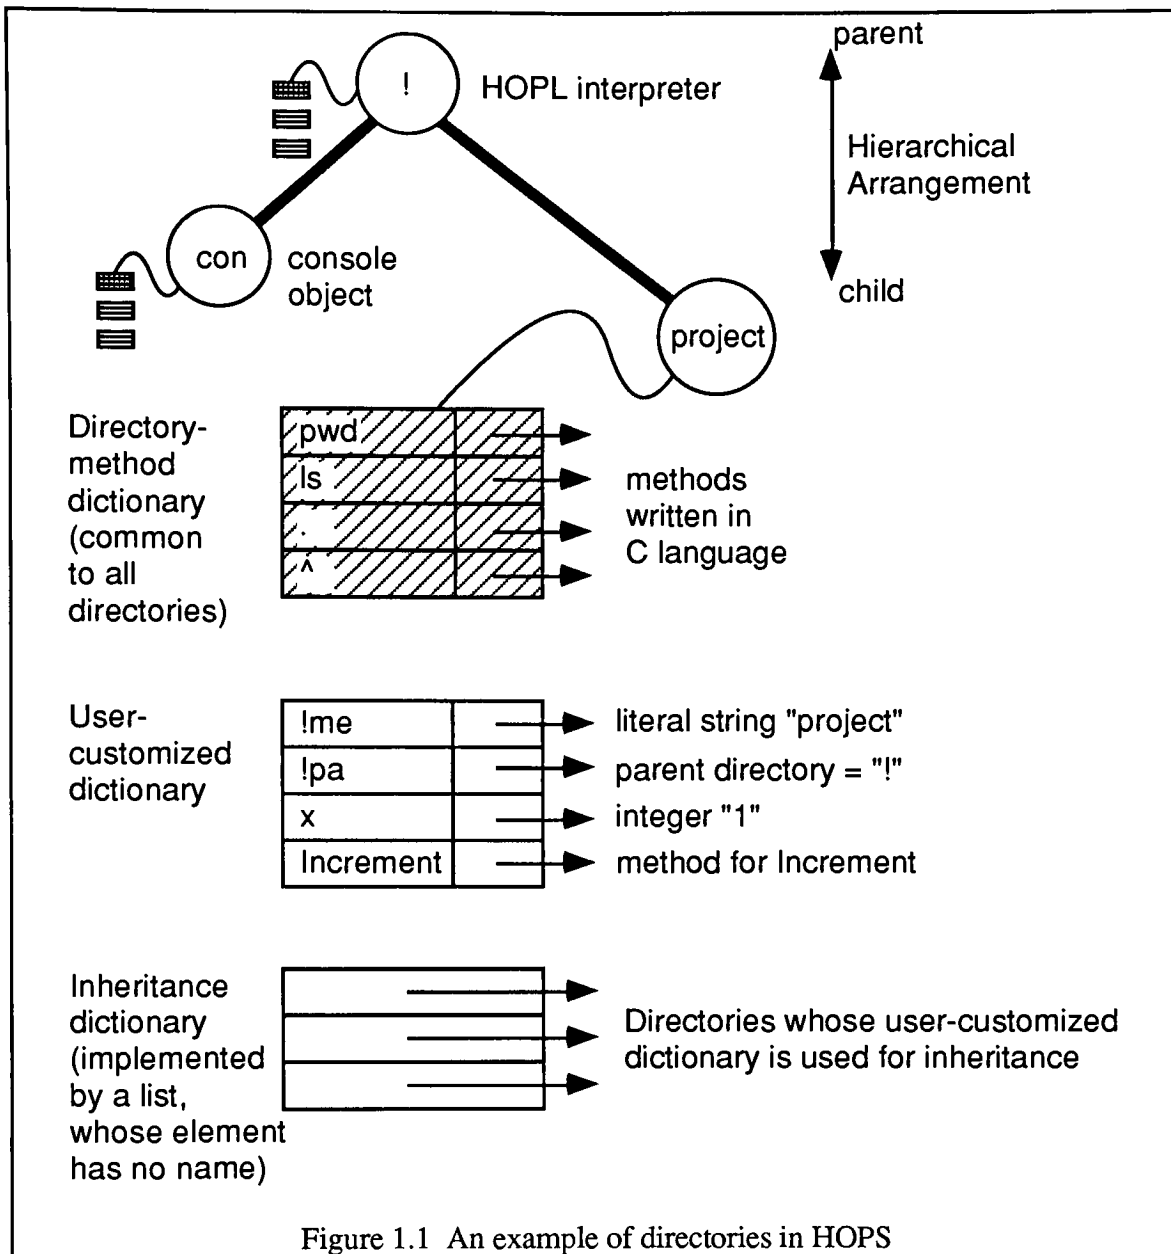 parent
!
HOPL interpreter
Hierarchical
Arrangement
con
console
object
child
project
Directory-
method
dictionary
(common
to all
directories)
pwd
ls
.
^
methods
written in
C language
User-
customized
dictionary
!me
literal string "project"
!pa
parent directory = "!"
x
integer "1"
Increment
method for Increment
Inheritance
dictionary
(implemented
by a list,
whose element
has no name)
Directories whose user-customized
dictionary is used for inheritance
Figure 1.1 An example of directories in HOPS